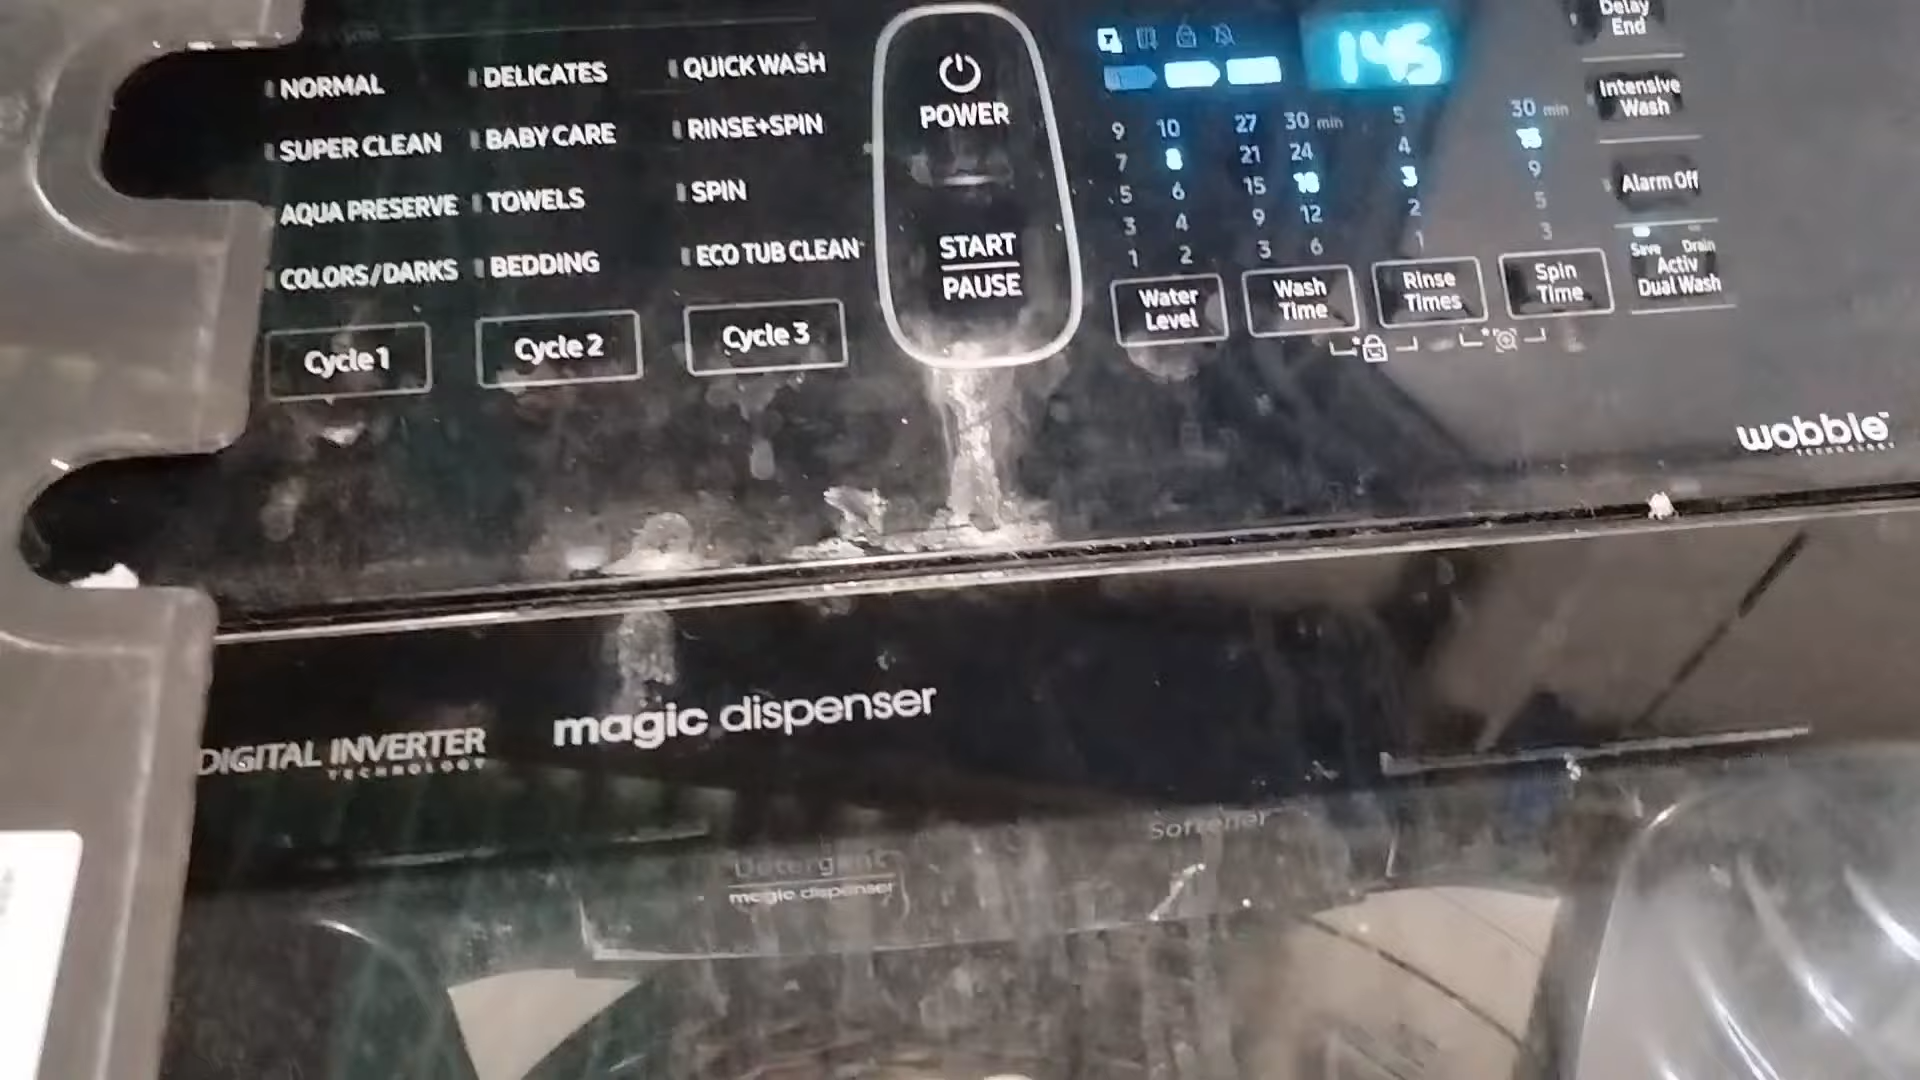 NORMAL DELICATES QUICK WASH
SUPER CLEAN BABY CARE RINSE+SPIN
AQUA PRESERVE TOWELS SPIN
COLORS/DARKS BEDDING ECO TUB CLEAN
Cycle 1 Cycle 2 Cycle 3
POWER
START
PAUSE
145
9 10 27 30 min 5 30 min
7 8 21 24 4 15
5 6 15 18 3 9
3 4 9 12 2 5
1 2 3 6 1 3
Water
Level
Wash
Time
Rinse
Times
Spin
Time
Delay
End
Intensive
Wash
Alarm Off
Save Drain
Activ
Dual Wash
wobble™
TECHNOLOGY
DIGITAL INVERTER
TECHNOLOGY
magic dispenser
Detergent
magic dispenser
Softener